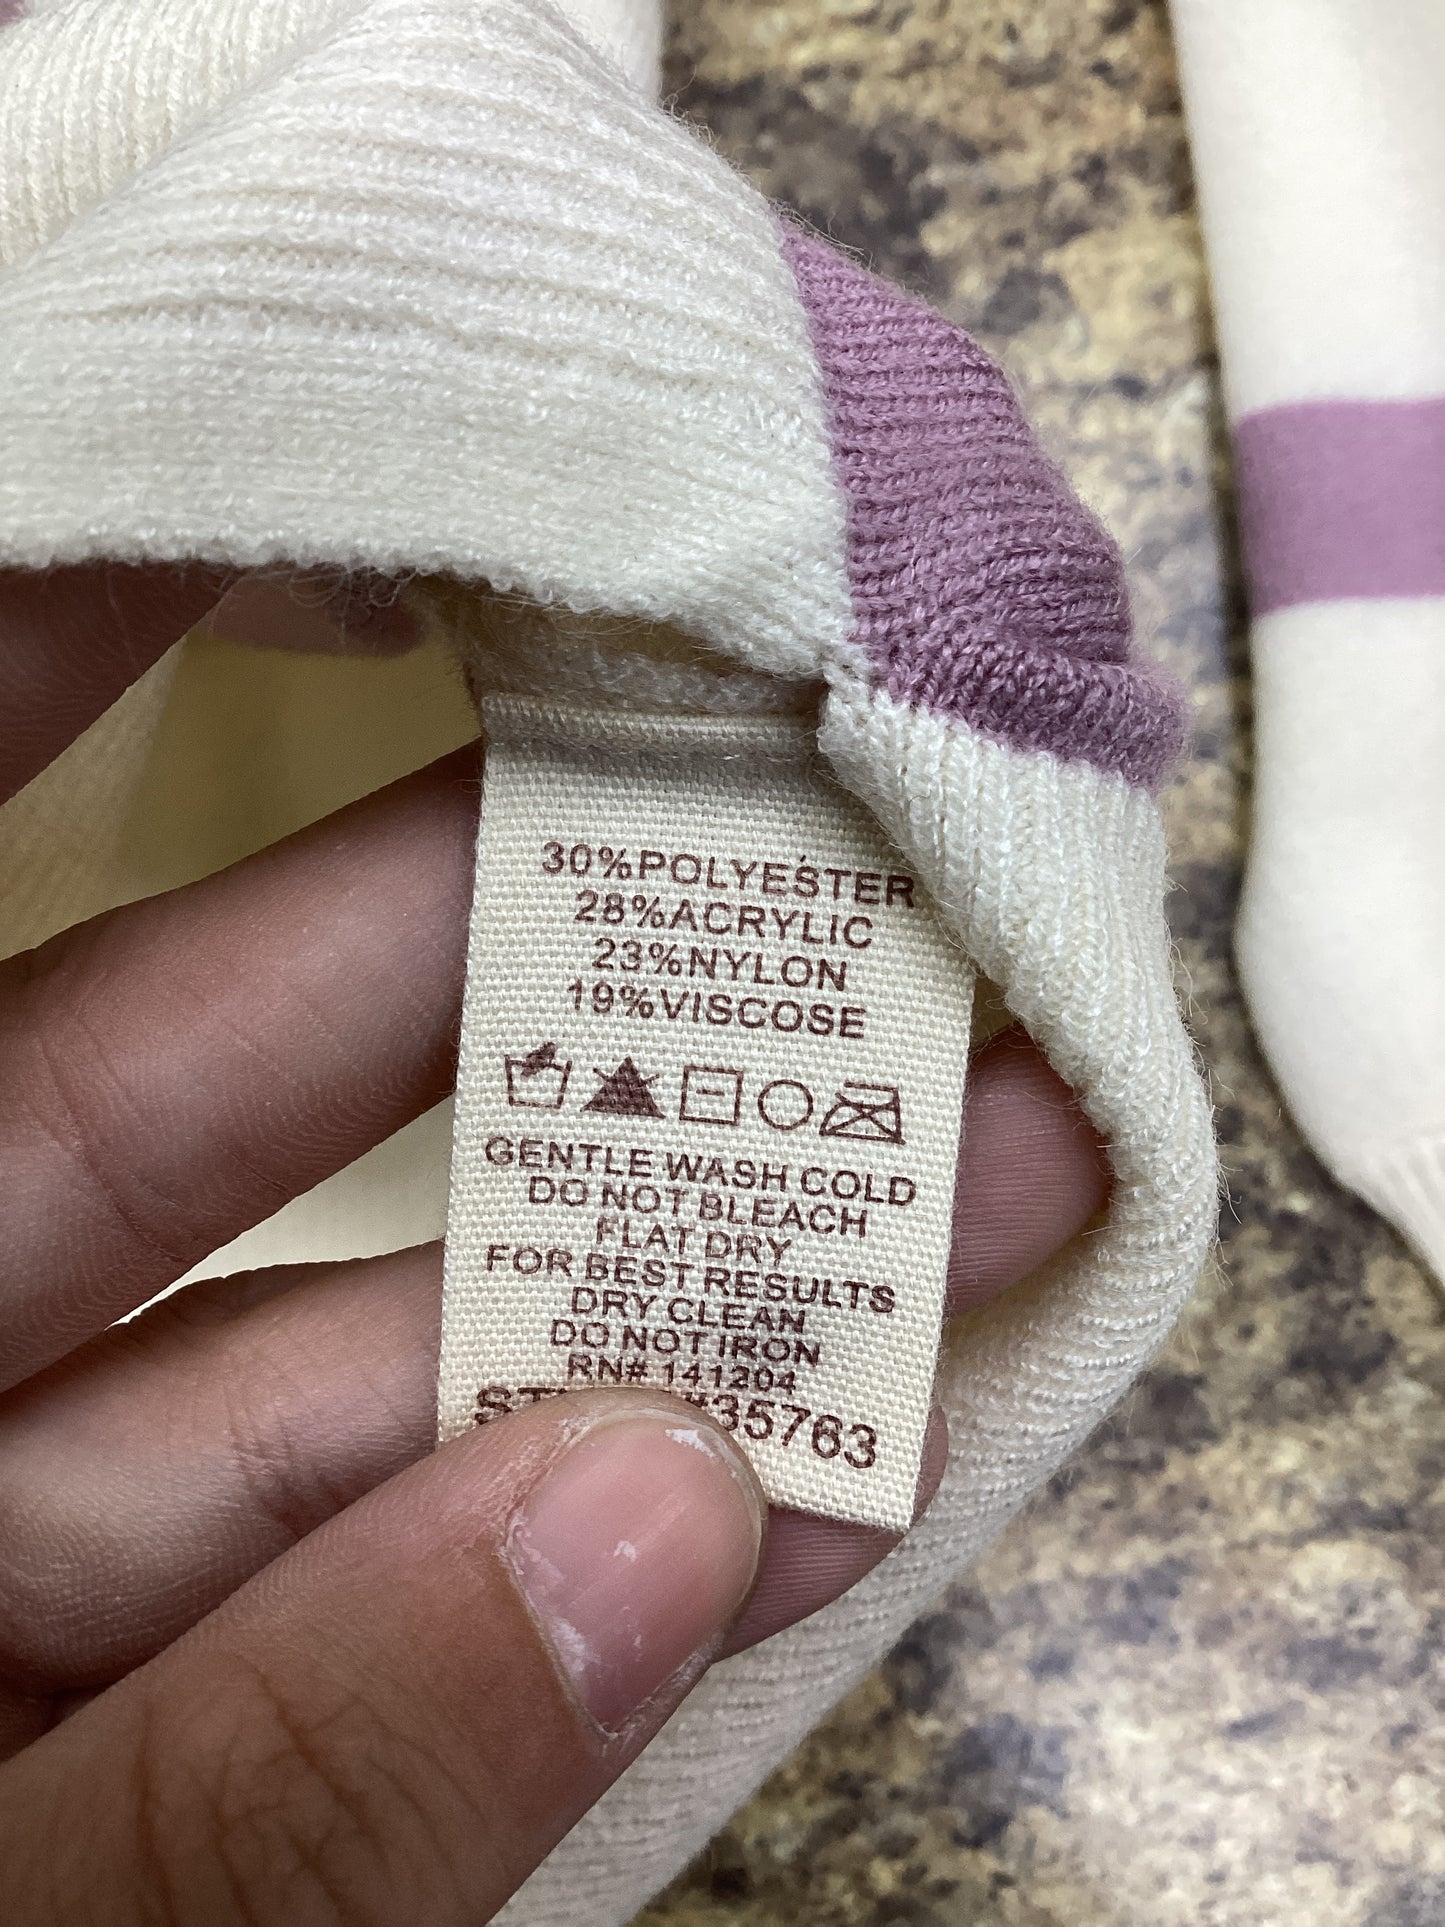 30%POLYESTER
28%ACRYLIC
23%NYLON
19%VISCOSE
GENTLE WASH COLD
DO NOT BLEACH
FLAT DRY
FOR BEST RESULTS
DRY CLEAN
DO NOT IRON
RN# 141204
#35763